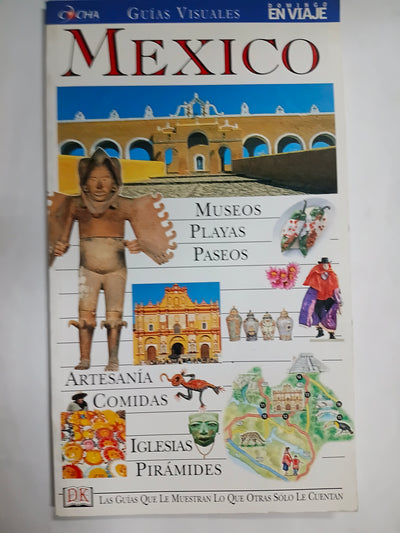 COCHA
GUÍAS VISUALES
DOMINGO
EN VIAJE
MEXICO
MUSEOS
PLAYAS
PASEOS
ARTESANÍA
COMIDAS
IGLESIAS
PIRÁMIDES
DK
LAS GUÍAS QUE LE MUESTRAN LO QUE OTRAS SÓLO LE CUENTAN